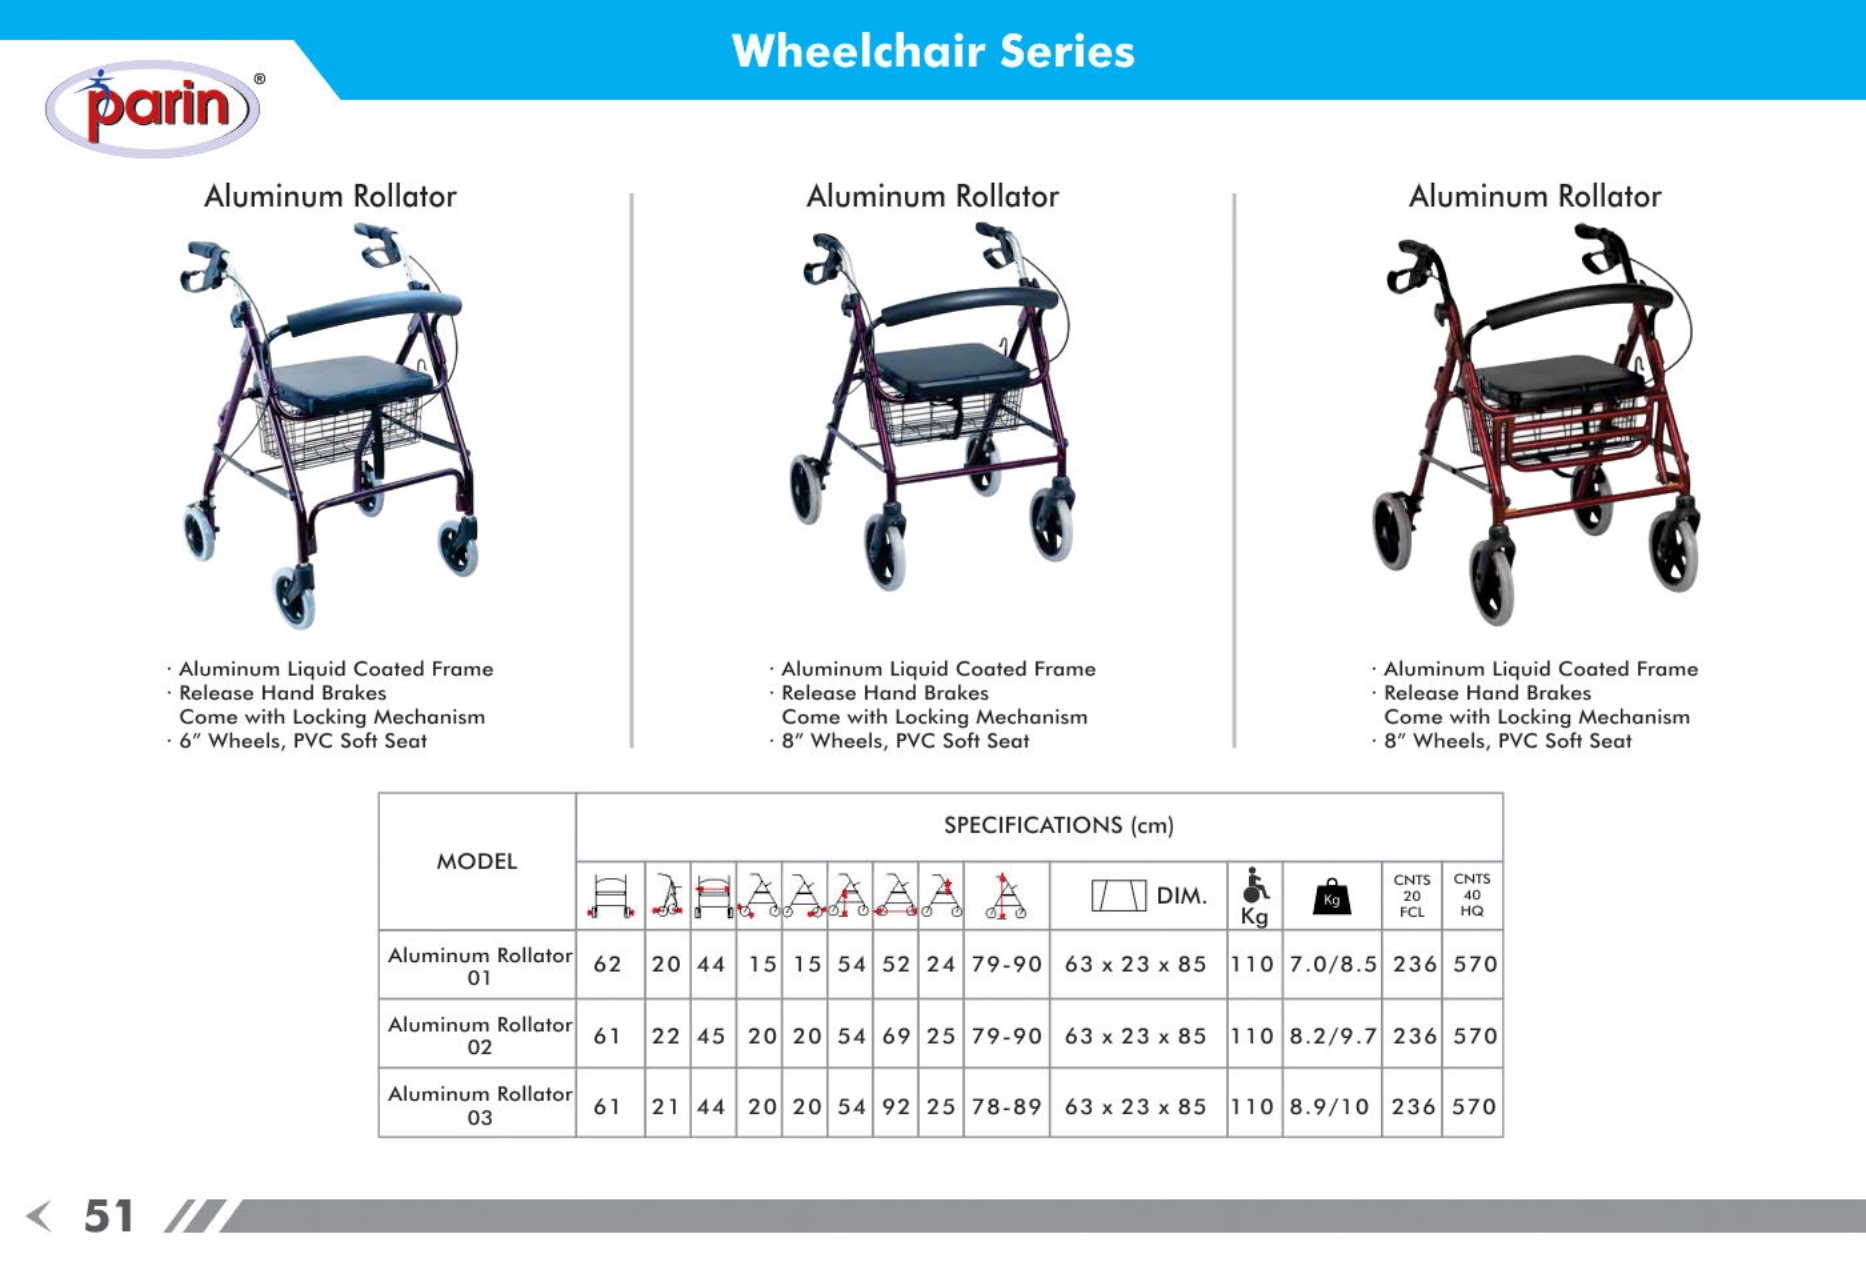 Wheelchair Series
parin ®
Aluminum Rollator
· Aluminum Liquid Coated Frame
· Release Hand Brakes
Come with Locking Mechanism
· 6″ Wheels, PVC Soft Seat
Aluminum Rollator
· Aluminum Liquid Coated Frame
· Release Hand Brakes
Come with Locking Mechanism
· 8″ Wheels, PVC Soft Seat
Aluminum Rollator
· Aluminum Liquid Coated Frame
· Release Hand Brakes
Come with Locking Mechanism
· 8″ Wheels, PVC Soft Seat
MODEL
SPECIFICATIONS (cm)
DIM.
Kg
Kg
CNTS
20
FCL
CNTS
40
HQ
Aluminum Rollator
01
62 20 44 15 15 54 52 24 79-90 63 x 23 x 85 110 7.0/8.5 236 570
Aluminum Rollator
02
61 22 45 20 20 54 69 25 79-90 63 x 23 x 85 110 8.2/9.7 236 570
Aluminum Rollator
03
61 21 44 20 20 54 92 25 78-89 63 x 23 x 85 110 8.9/10 236 570
51